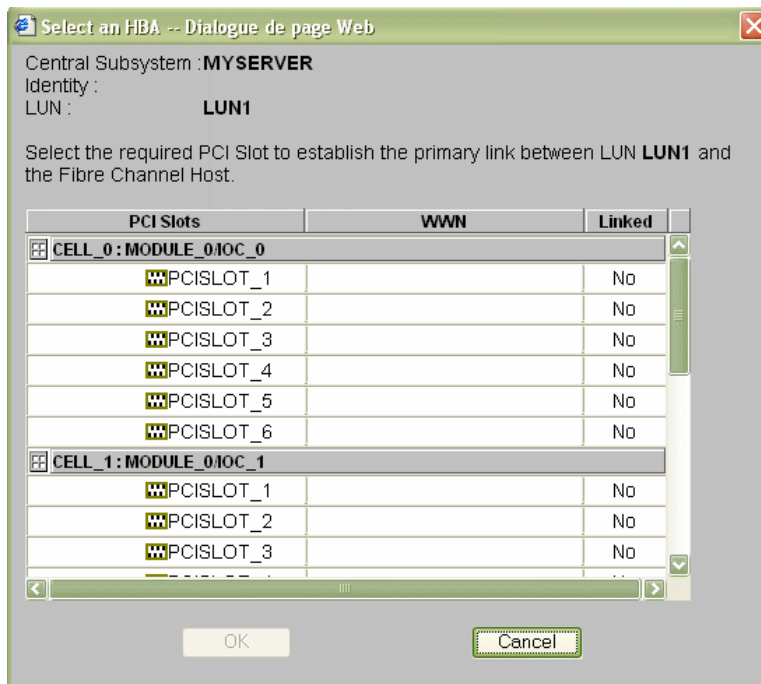 Select an HBA -- Dialogue de page Web
Central Subsystem : MYSERVER
Identity :
LUN : LUN1
Select the required PCI Slot to establish the primary link between LUN LUN1 and
the Fibre Channel Host.
PCI Slots WWN Linked
CELL_0 : MODULE_0/IOC_0
PCISLOT_1 No
PCISLOT_2 No
PCISLOT_3 No
PCISLOT_4 No
PCISLOT_5 No
PCISLOT_6 No
CELL_1 : MODULE_0/IOC_1
PCISLOT_1 No
PCISLOT_2 No
PCISLOT_3 No
OK Cancel